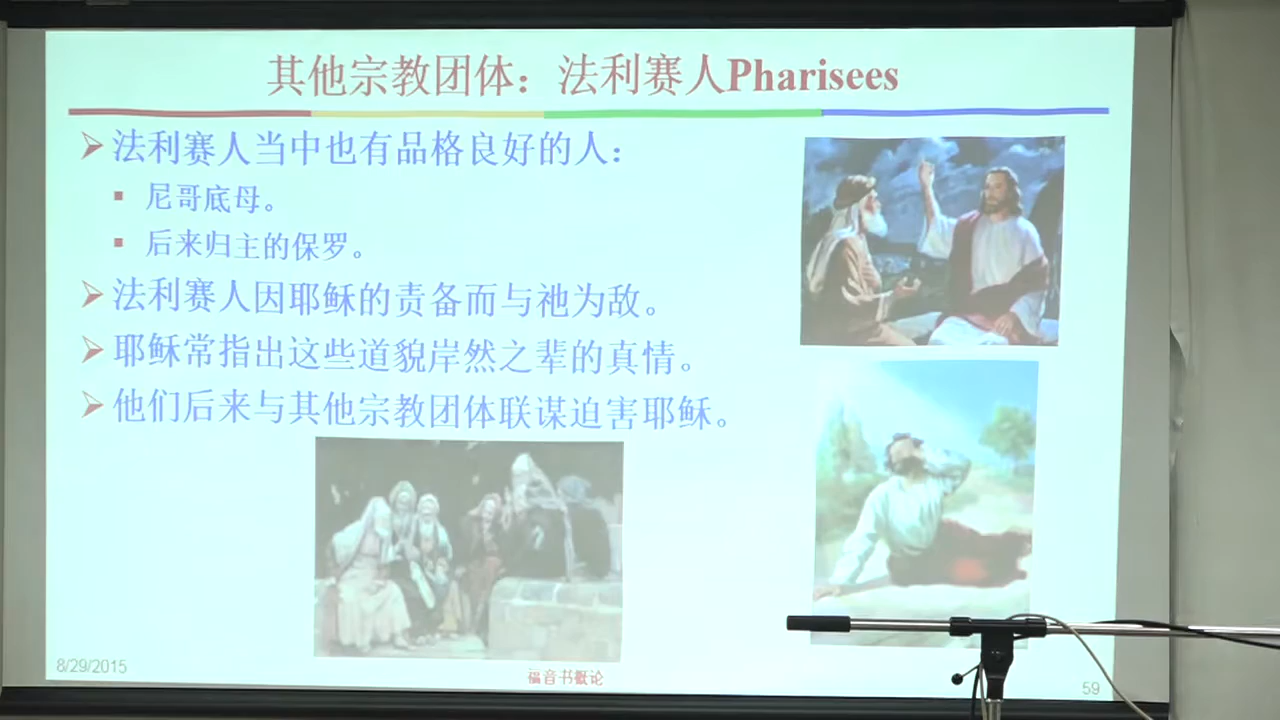 其他宗教团体：法利赛人Pharisees
法利赛人当中也有品格良好的人：
尼哥底母。
后来归主的保罗。
法利赛人因耶稣的责备而与祂为敌。
耶稣常指出这些道貌岸然之辈的真情。
他们后来与其他宗教团体联谋迫害耶稣。
8/29/2015
福音书概论
59